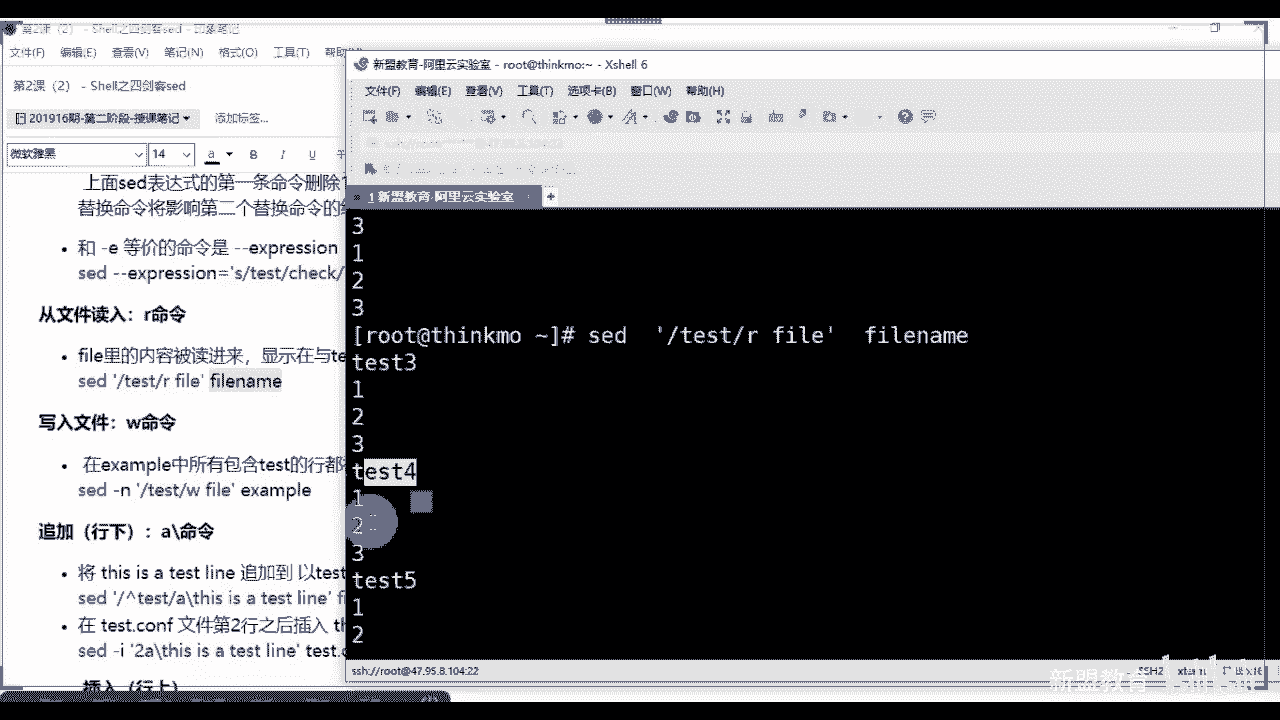 第2课（2） - Shell之四剑客sed - 印象笔记
文件(F) 编辑(E) 查看(V) 笔记(N) 格式(O) 工具(T) 帮助
第2课（2） - Shell之四剑客sed
201916期-第二阶段-授课笔记
添加标签...
微软雅黑 14 a B I U
上面sed表达式的第一条命令删除1
替换命令将影响第二个替换命令的
和 -e 等价的命令是 --expression
sed --expression='s/test/check/
从文件读入：r命令
file里的内容被读进来，显示在与te
sed '/test/r file' filename
写入文件：w命令
在example中所有包含test的行都
sed -n '/test/w file' example
追加（行下）：a\命令
将 this is a test line 追加到 以test
sed '/^test/a\this is a test line' fi
在 test.conf 文件第2行之后插入 th
sed -i '2a\this is a test line' test.c
插入（行上）
新盟教育-阿里云实验室 - root@thinkmo:~ - Xshell 6
文件(F) 编辑(E) 查看(V) 工具(T) 选项卡(B) 窗口(W) 帮助(H)
1 新盟教育-阿里云实验室
3
1
2
3
[root@thinkmo ~]# sed  '/test/r file'  filename
test3
1
2
3
test4
1
2
3
test5
1
2
ssh://root@47.95.8.104:22
SSH2
新盟教育